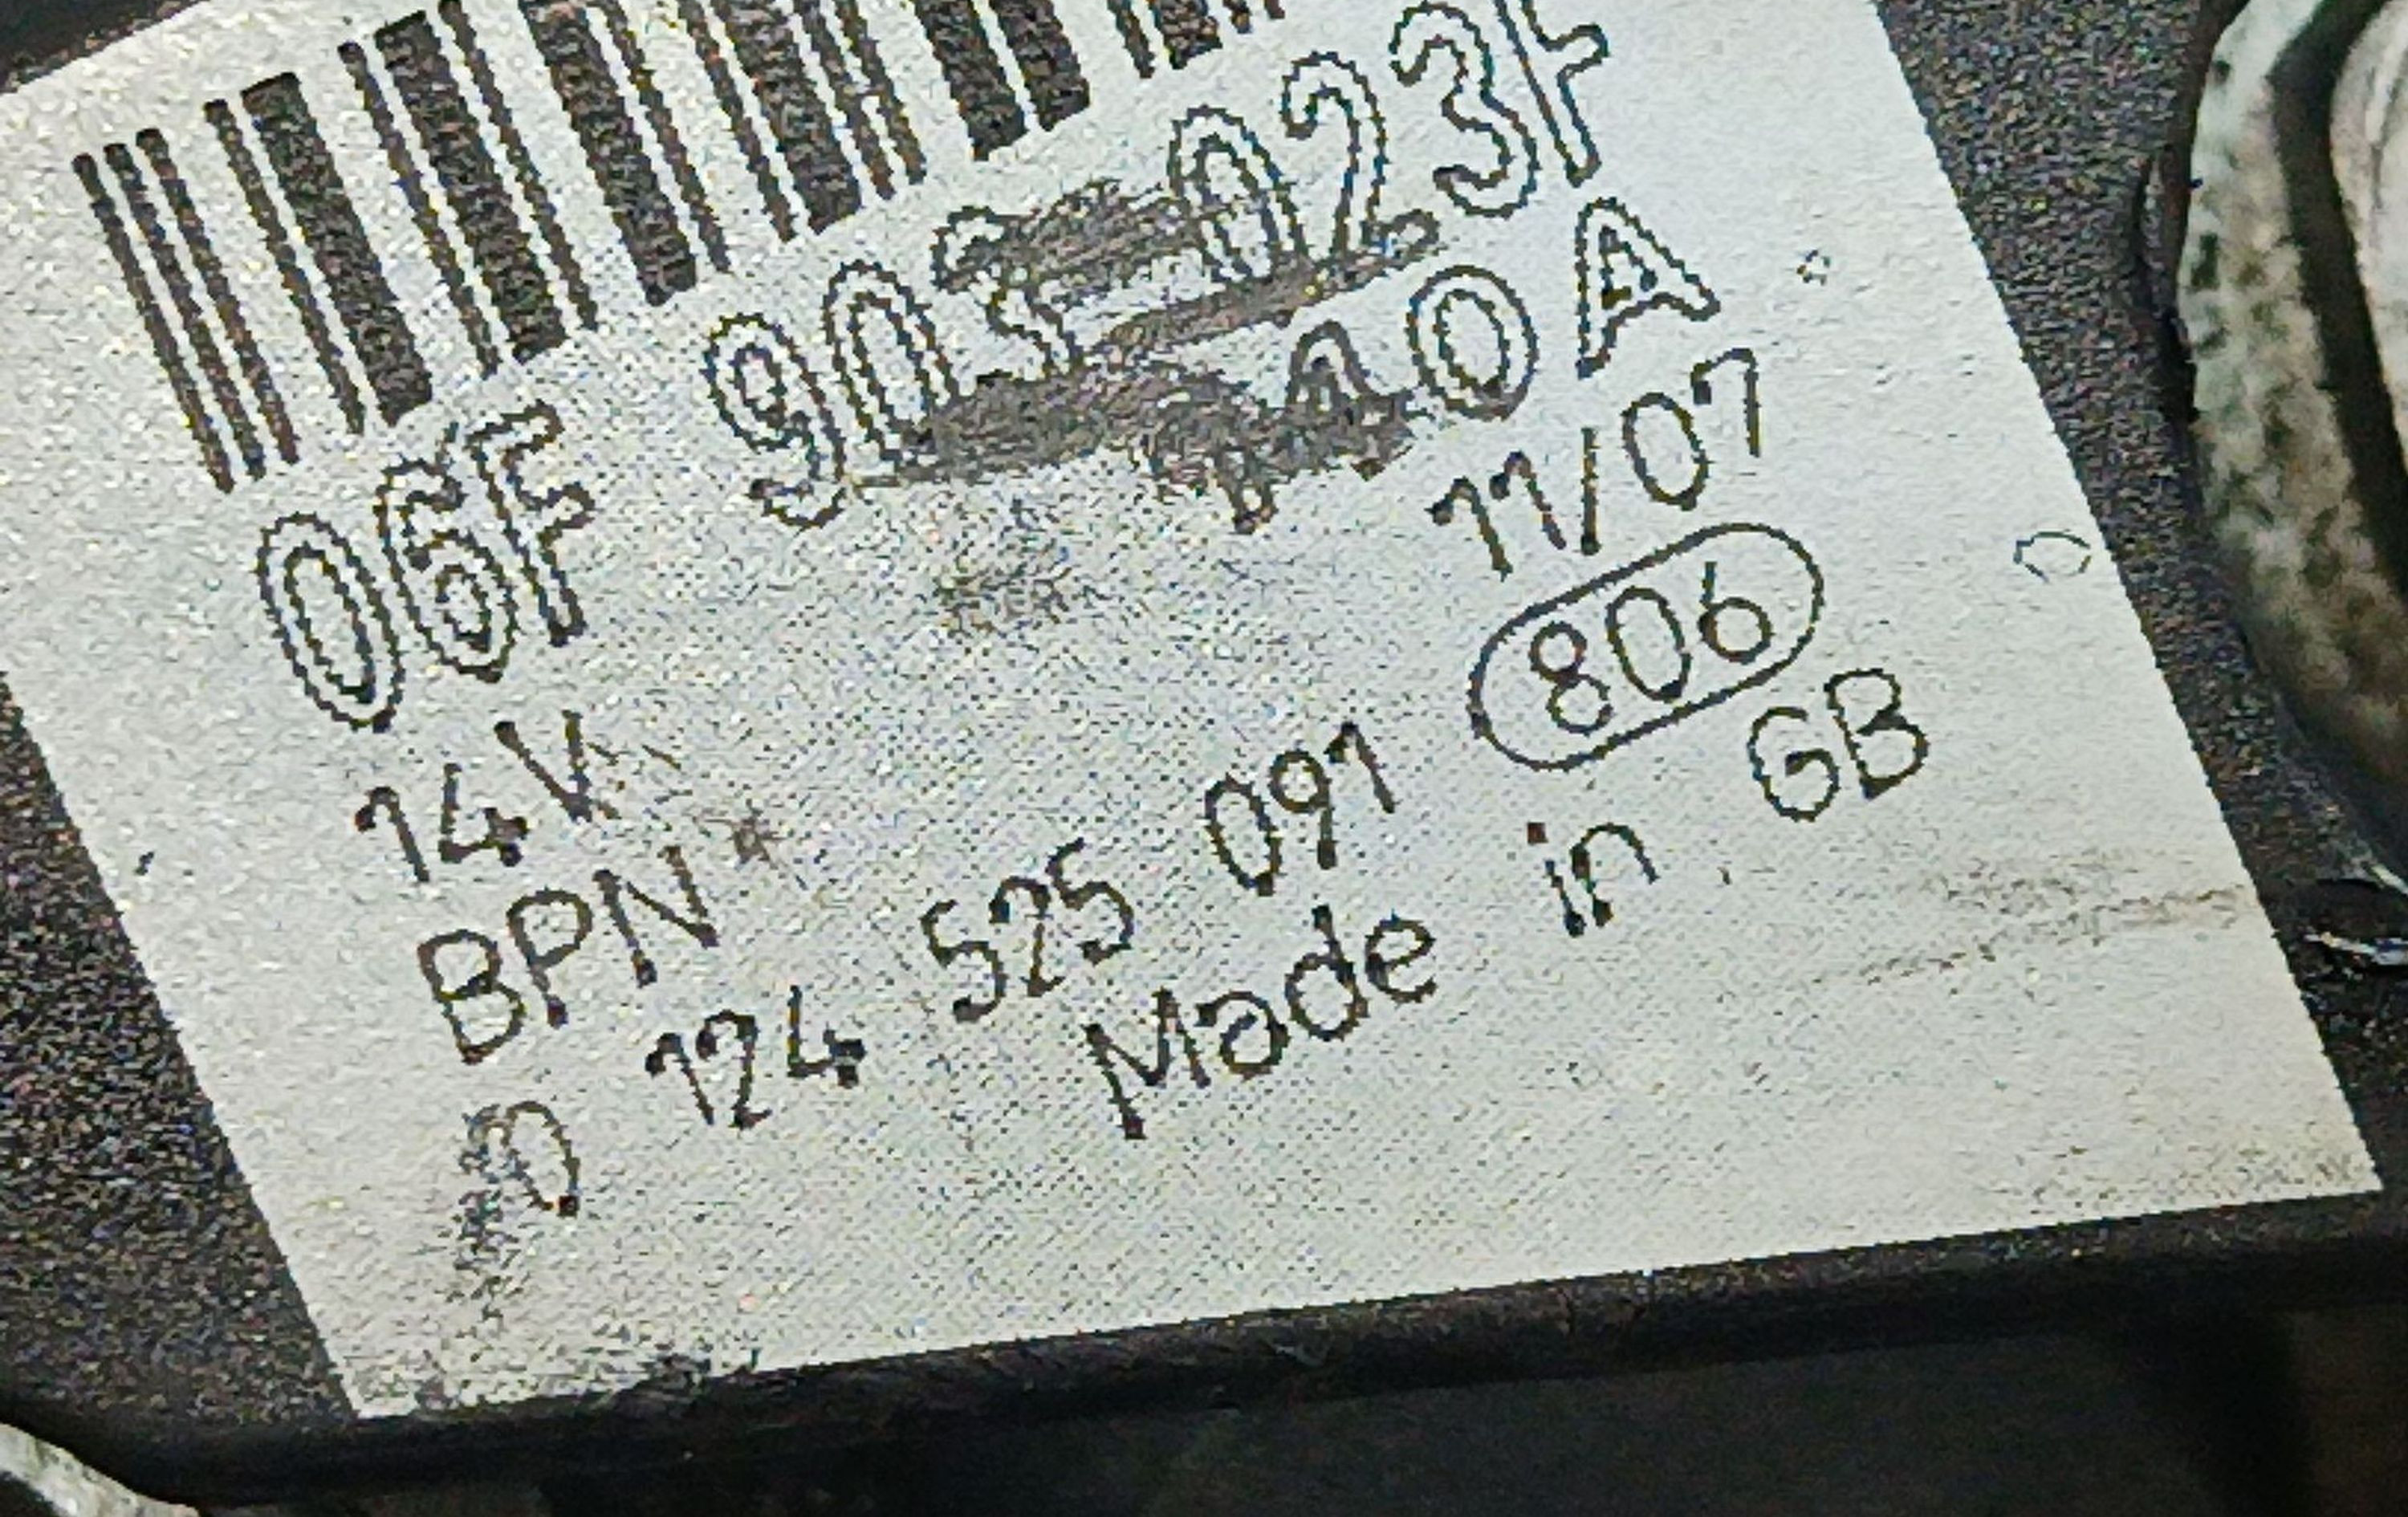 06F 903 023F
14V 140A
BPN 11/07
0 124 525 091 806
Made in GB